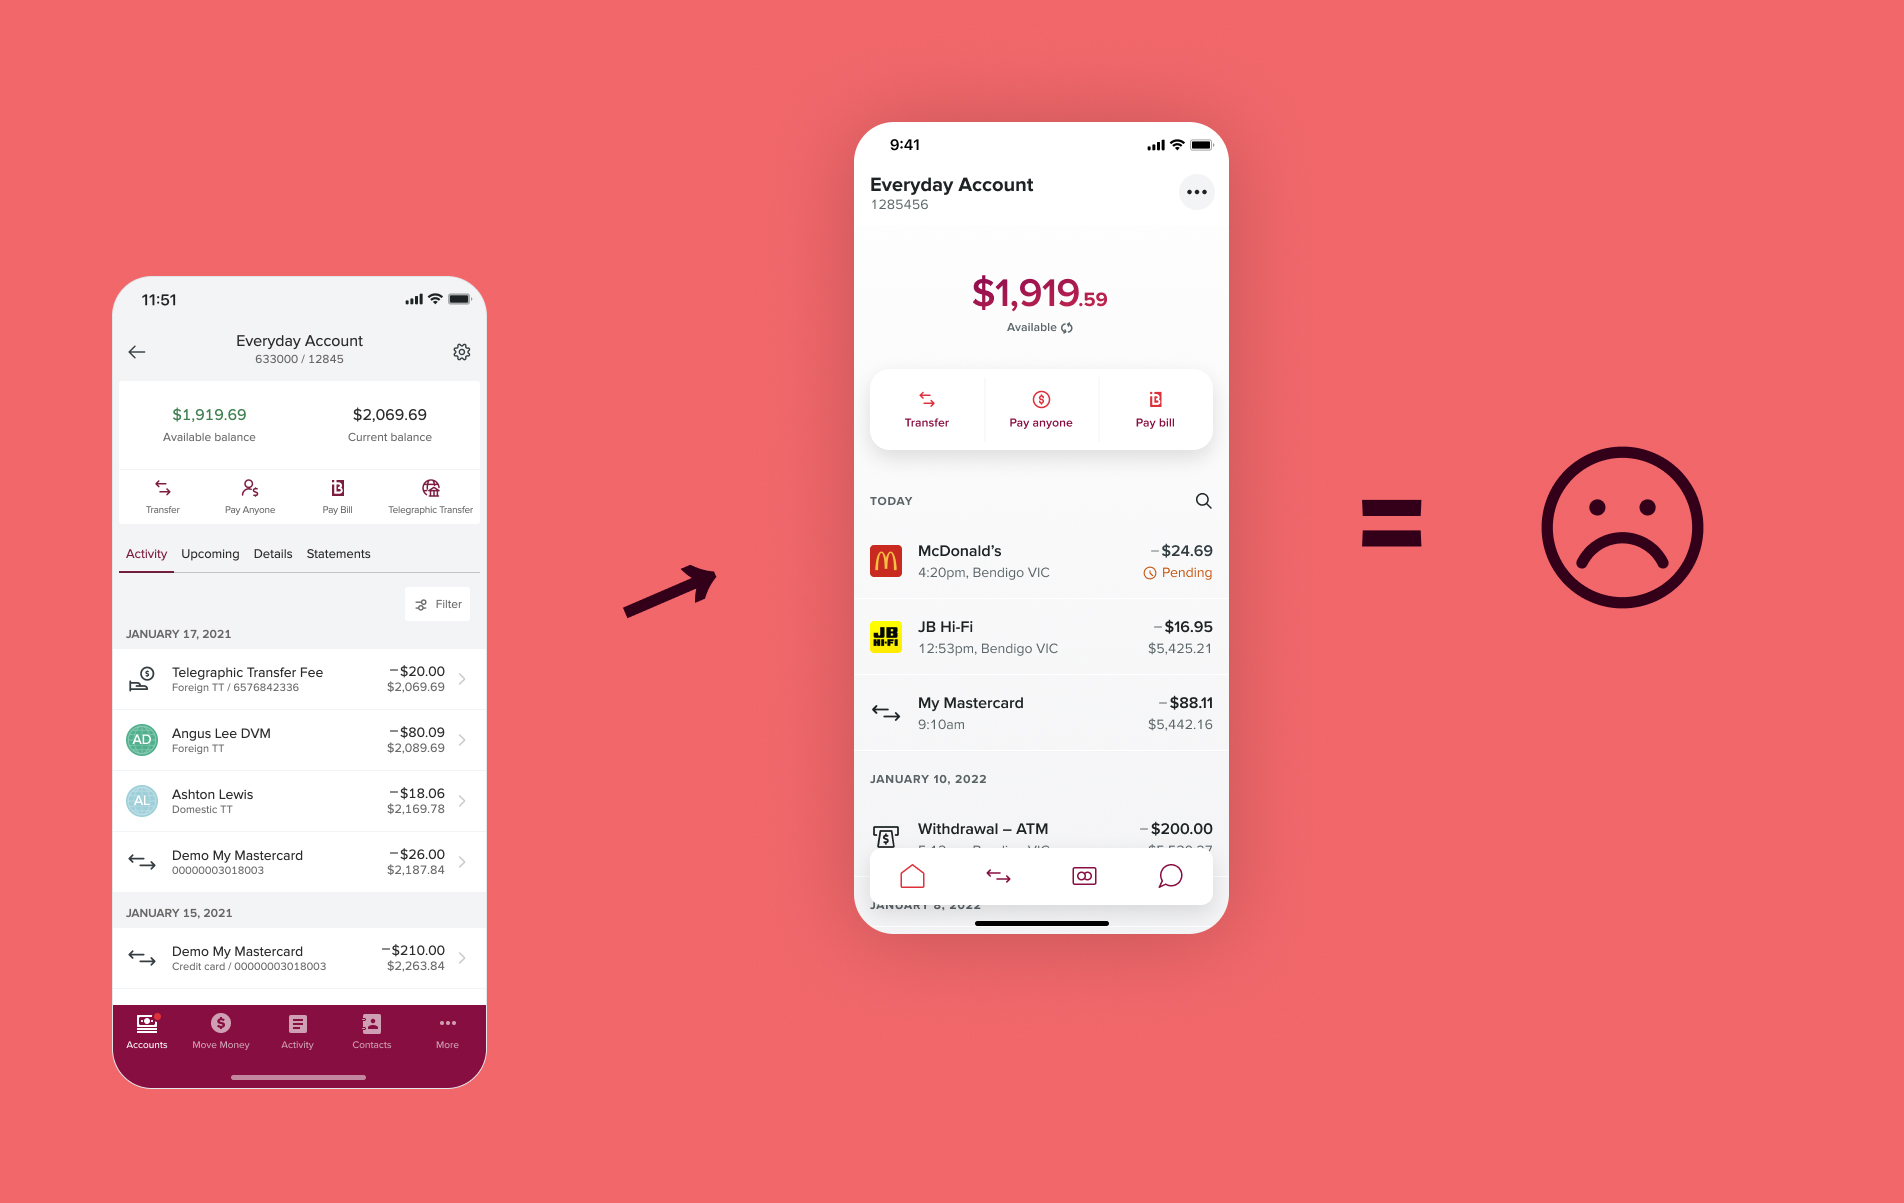 11:51
Everyday Account
633000 / 12845
$1,919.69
Available balance
$2,069.69
Current balance
Transfer
Pay Anyone
Pay Bill
Telegraphic Transfer
Activity Upcoming Details Statements
Filter
JANUARY 17, 2021
Telegraphic Transfer Fee
–$20.00
Foreign TT / 6576842336
$2,069.69
AD
Angus Lee DVM
–$80.09
Foreign TT
$2,089.69
AL
Ashton Lewis
–$18.06
Domestic TT
$2,169.78
Demo My Mastercard
–$26.00
00000003018003
$2,187.84
JANUARY 15, 2021
Demo My Mastercard
–$210.00
Credit card / 00000003018003
$2,263.84
Accounts
Move Money
Activity
Contacts
More
9:41
Everyday Account
1285456
$1,919.59
Available
Transfer
Pay anyone
Pay bill
TODAY
McDonald’s
–$24.69
4:20pm, Bendigo VIC
Pending
JB HI-FI
JB Hi-Fi
–$16.95
12:53pm, Bendigo VIC
$5,425.21
My Mastercard
–$88.11
9:10am
$5,442.16
JANUARY 10, 2022
Withdrawal – ATM
–$200.00
JANUARY 8, 2022
=